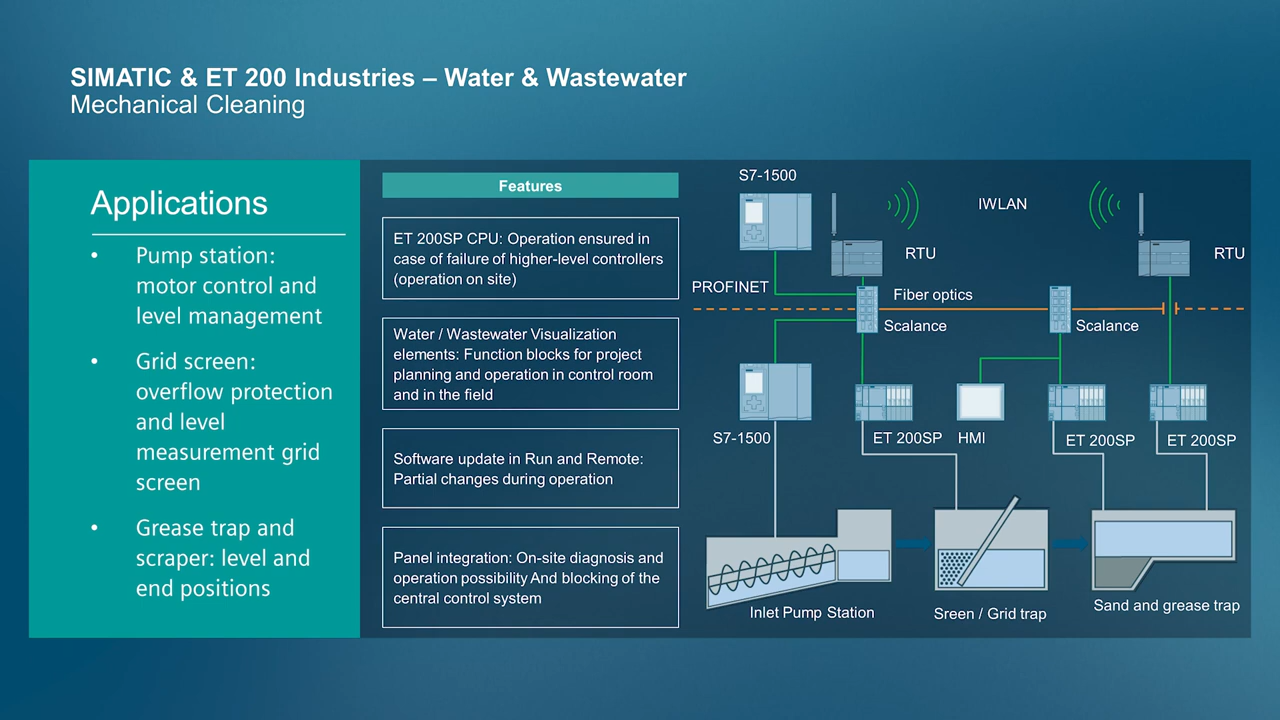 SIMATIC & ET 200 Industries – Water & Wastewater
Mechanical Cleaning
Applications
• Pump station:
motor control and
level management
• Grid screen:
overflow protection
and level
measurement grid
screen
• Grease trap and
scraper: level and
end positions
Features
ET 200SP CPU: Operation ensured in
case of failure of higher-level controllers
(operation on site)
Water / Wastewater Visualization
elements: Function blocks for project
planning and operation in control room
and in the field
Software update in Run and Remote:
Partial changes during operation
Panel integration: On-site diagnosis and
operation possibility And blocking of the
central control system
S7-1500
IWLAN
RTU
RTU
PROFINET
Fiber optics
Scalance
Scalance
S7-1500
ET 200SP
HMI
ET 200SP
ET 200SP
Inlet Pump Station
Sreen / Grid trap
Sand and grease trap